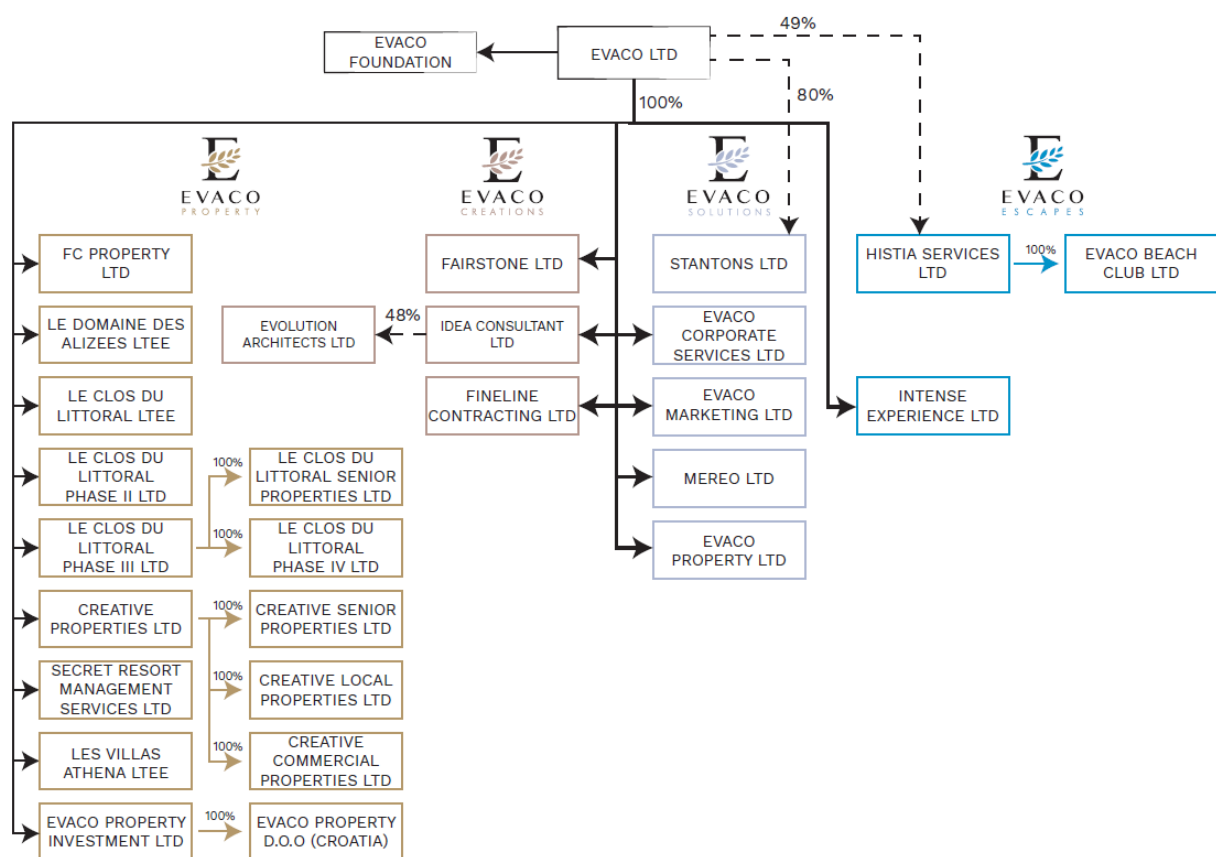 49%
EVACO
FOUNDATION
EVACO LTD
80%
100%
E
EVACO
PROPERTY
E
EVACO
CREATIONS
E
EVACO
SOLUTIONS
E
EVACO
ESCAPES
FC PROPERTY
LTD
FAIRSTONE LTD
STANTONS LTD
HISTIA SERVICES
LTD
100%
EVACO BEACH
CLUB LTD
LE DOMAINE DES
ALIZEES LTEE
EVOLUTION
ARCHITECTS LTD
48%
IDEA CONSULTANT
LTD
EVACO
CORPORATE
SERVICES LTD
LE CLOS DU
LITTORAL LTEE
FINELINE
CONTRACTING LTD
EVACO
MARKETING LTD
INTENSE
EXPERIENCE LTD
LE CLOS DU
LITTORAL
PHASE II LTD
100%
LE CLOS DU
LITTORAL SENIOR
PROPERTIES LTD
MEREO LTD
LE CLOS DU
LITTORAL
PHASE III LTD
100%
LE CLOS DU
LITTORAL
PHASE IV LTD
EVACO
PROPERTY LTD
CREATIVE
PROPERTIES LTD
100%
CREATIVE SENIOR
PROPERTIES LTD
SECRET RESORT
MANAGEMENT
SERVICES LTD
100%
CREATIVE LOCAL
PROPERTIES LTD
LES VILLAS
ATHENA LTEE
100%
CREATIVE
COMMERCIAL
PROPERTIES LTD
EVACO PROPERTY
INVESTMENT LTD
100%
EVACO PROPERTY
D.O.O (CROATIA)